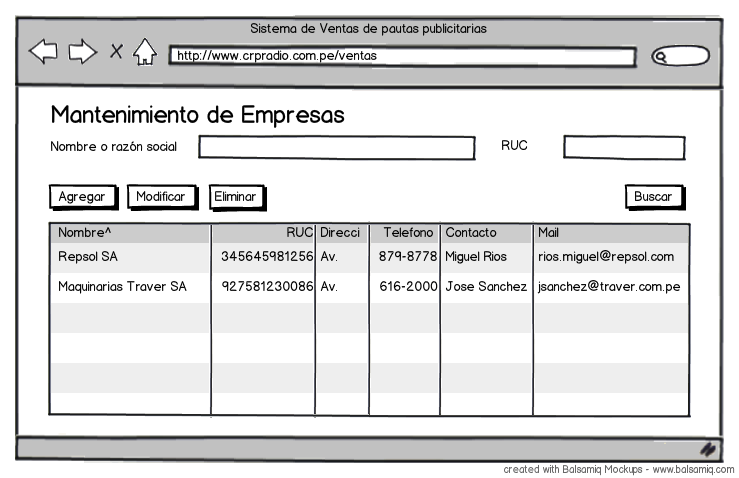 Sistema de Ventas de pautas publicitarias
http://www.crpradio.com.pe/ventas
Mantenimiento de Empresas
Nombre o razón social RUC
Agregar Modificar Eliminar Buscar
Nombre^ RUC Direcci Telefono Contacto Mail
Repsol SA 345645981256 Av. 879-8778 Miguel Rios rios.miguel@repsol.com
Maquinarias Traver SA 927581230086 Av. 616-2000 Jose Sanchez jsanchez@traver.com.pe
created with Balsamiq Mockups - www.balsamiq.com